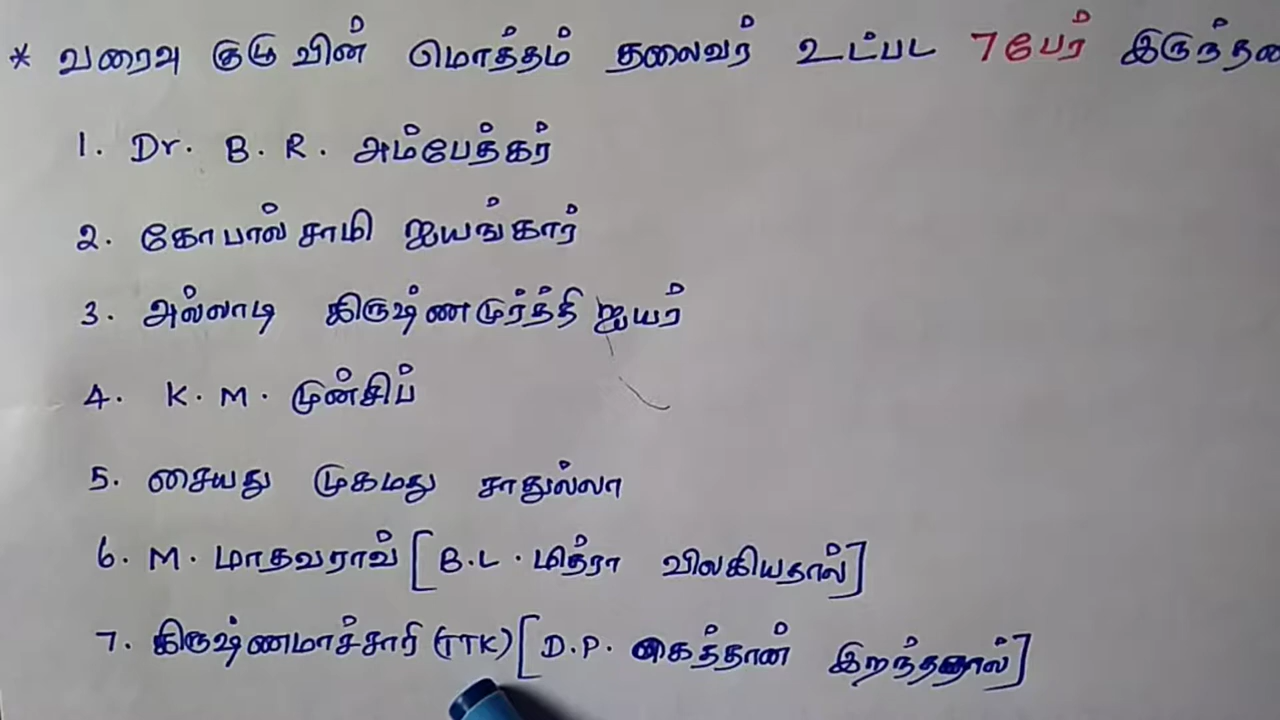 * வரைவு குழுவின் மொத்தம் தலைவர் உட்பட 7பேர் இருந்தன
1. Dr. B. R. அம்பேத்கர்
2. கோபால் சாமி ஐயங்கார்
3. அல்லாடி கிருஷ்ணமூர்த்தி ஐயர்
4. K. M. முன்சிப்
5. சையது முகமது சாதுல்லா
6. M. மாதவராவ் [B.L. மித்ரா விலகியதால்]
7. கிருஷ்ணமாச்சாரி (TTK) [D.P. கைத்தான் இறந்ததால்]